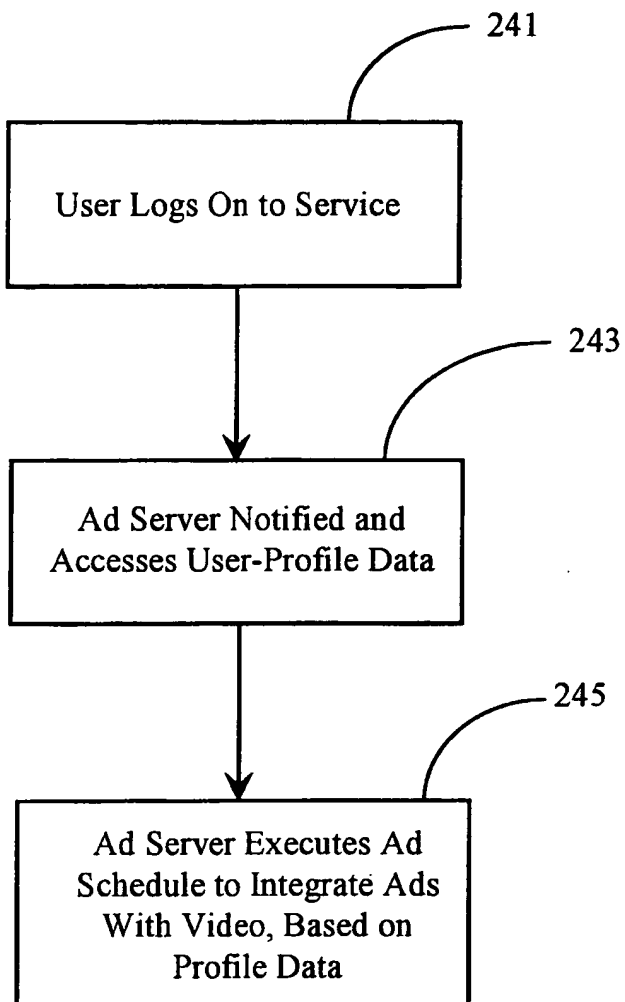 241
User Logs On to Service
243
Ad Server Notified and
Accesses User-Profile Data
245
Ad Server Executes Ad
Schedule to Integrate Ads
With Video, Based on
Profile Data